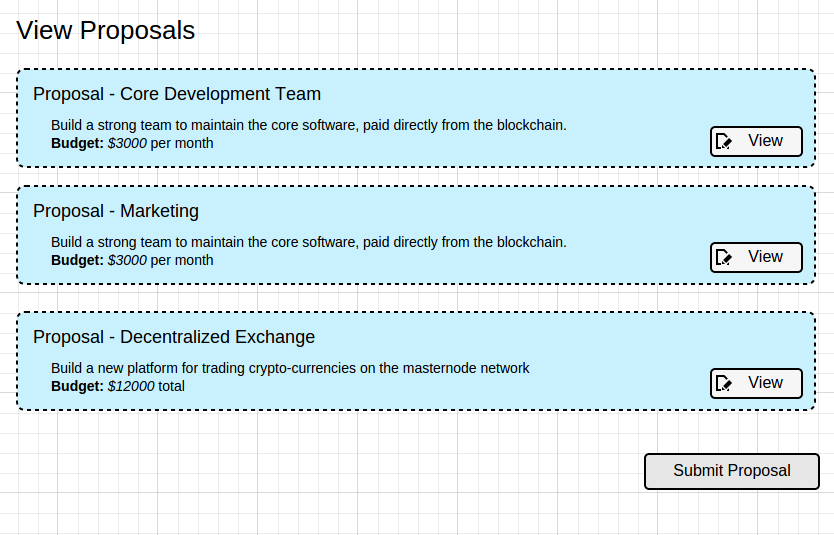 View Proposals
Proposal - Core Development Team
Build a strong team to maintain the core software, paid directly from the blockchain.
Budget: $3000 per month
View
Proposal - Marketing
Build a strong team to maintain the core software, paid directly from the blockchain.
Budget: $3000 per month
View
Proposal - Decentralized Exchange
Build a new platform for trading crypto-currencies on the masternode network
Budget: $12000 total
View
Submit Proposal